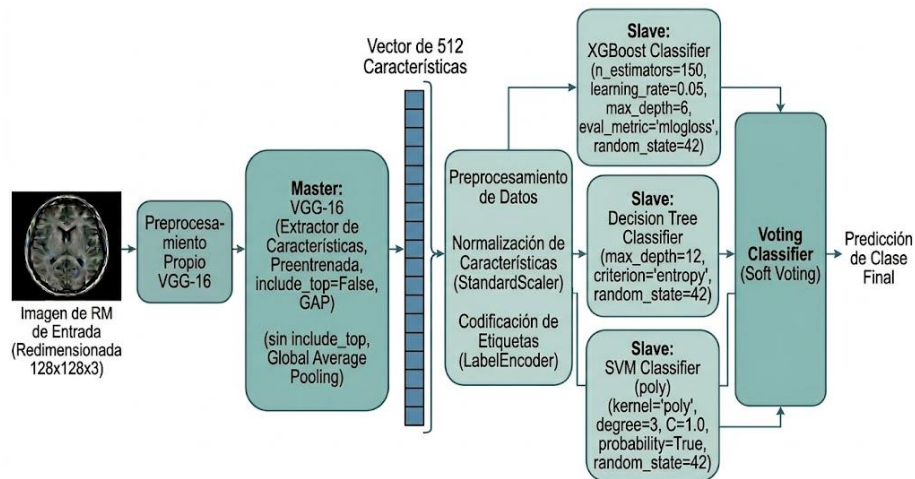 Imagen de RM
de Entrada
(Redimensionada
128x128x3)
Preprocesa-
miento
Propio
VGG-16
Master:
VGG-16
(Extractor de
Características,
Preentrenada,
include_top=False,
GAP)
(sin include_top,
Global Average
Pooling)
Vector de 512
Características
Preprocesamiento
de Datos
Normalización de
Características
(StandardScaler)
Codificación de
Etiquetas
(LabelEncoder)
Slave:
XGBoost Classifier
(n_estimators=150,
learning_rate=0.05,
max_depth=6,
eval_metric='mlogloss',
random_state=42)
Slave:
Decision Tree
Classifier
(max_depth=12,
criterion='entropy',
random_state=42)
Slave:
SVM Classifier
(poly)
(kernel='poly',
degree=3, C=1.0,
probability=True,
random_state=42)
Voting
Classifier
(Soft Voting)
Predicción
de Clase
Final